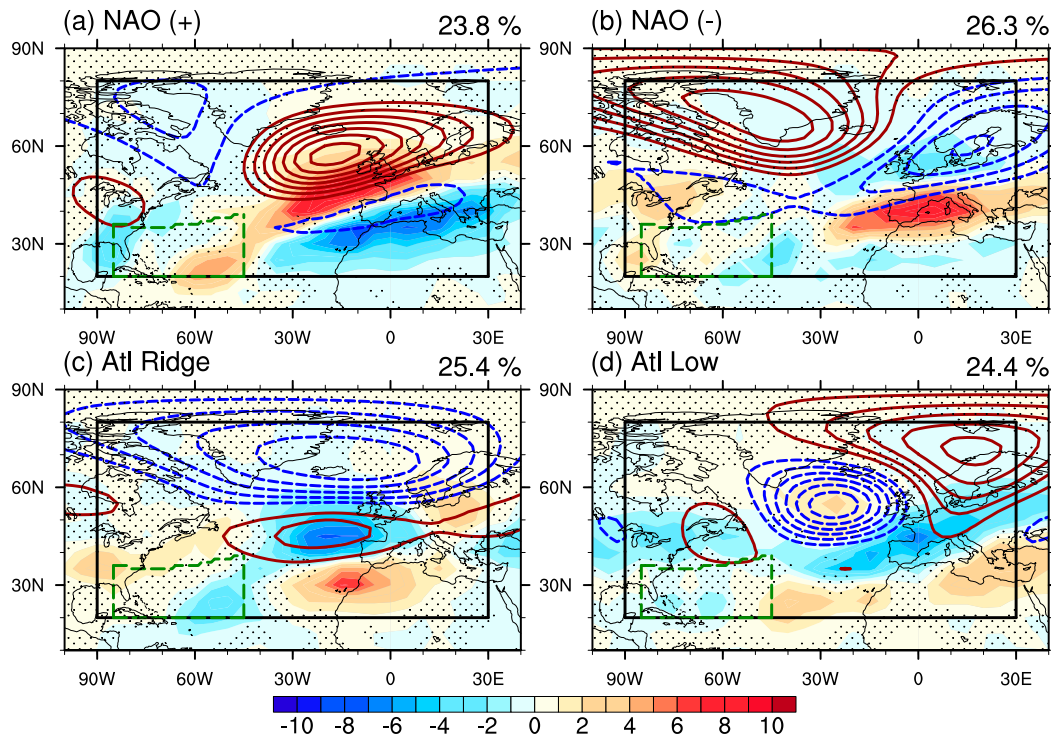 (a) NAO (+) 23.8 % (b) NAO (-) 26.3 %
90N 90N
60N 60N
30N 30N
90W 60W 30W 0 30E 90W 60W 30W 0 30E
(c) Atl Ridge 25.4 % (d) Atl Low 24.4 %
90N 90N
60N 60N
30N 30N
90W 60W 30W 0 30E 90W 60W 30W 0 30E
-10 -8 -6 -4 -2 0 2 4 6 8 10